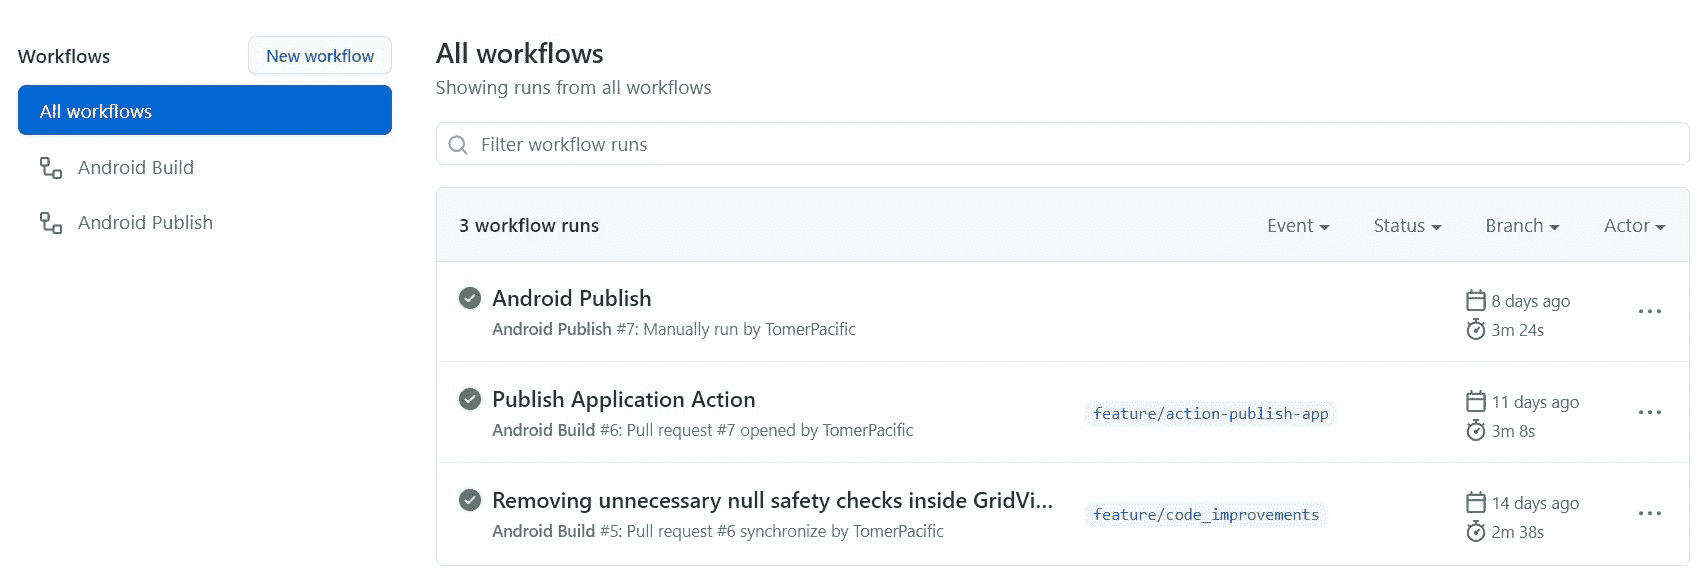 Workflows
New workflow
All workflows
Android Build
Android Publish
All workflows
Showing runs from all workflows
Filter workflow runs
3 workflow runs Event Status Branch Actor
Android Publish
Android Publish #7: Manually run by TomerPacific
8 days ago
3m 24s
Publish Application Action
Android Build #6: Pull request #7 opened by TomerPacific
feature/action-publish-app
11 days ago
3m 8s
Removing unnecessary null safety checks inside GridVi...
Android Build #5: Pull request #6 synchronize by TomerPacific
feature/code_improvements
14 days ago
2m 38s